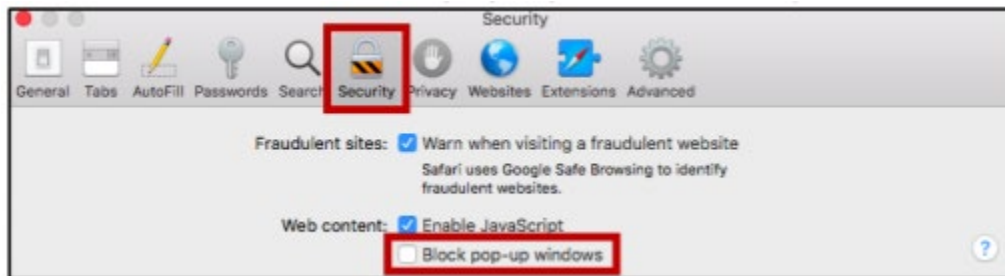 Security
General Tabs AutoFill Passwords Search Security Privacy Websites Extensions Advanced
Fraudulent sites: Warn when visiting a fraudulent website
Safari uses Google Safe Browsing to identify
fraudulent websites.
Web content: Enable JavaScript
Block pop-up windows
?